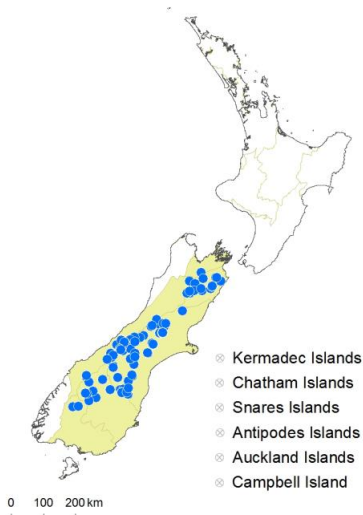 Kermadec Islands
Chatham Islands
Snares Islands
Antipodes Islands
Auckland Islands
Campbell Island
0 100 200 km